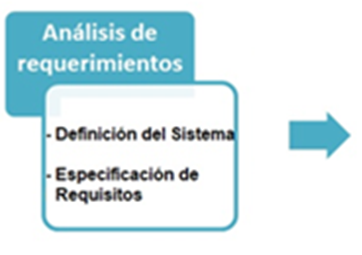 Análisis de
requerimientos
- Definición del Sistema
- Especificación de
Requisitos